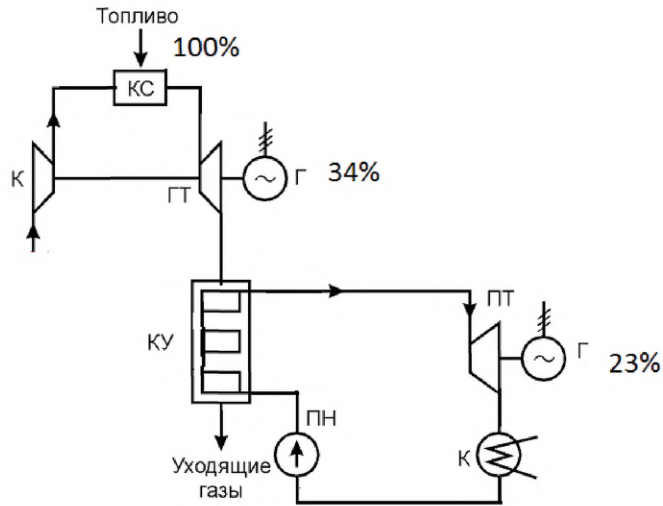 Топливо
100%
КС
К
ГТ
Г
34%
КУ
ПТ
Г
23%
ПН
К
Уходящие
газы